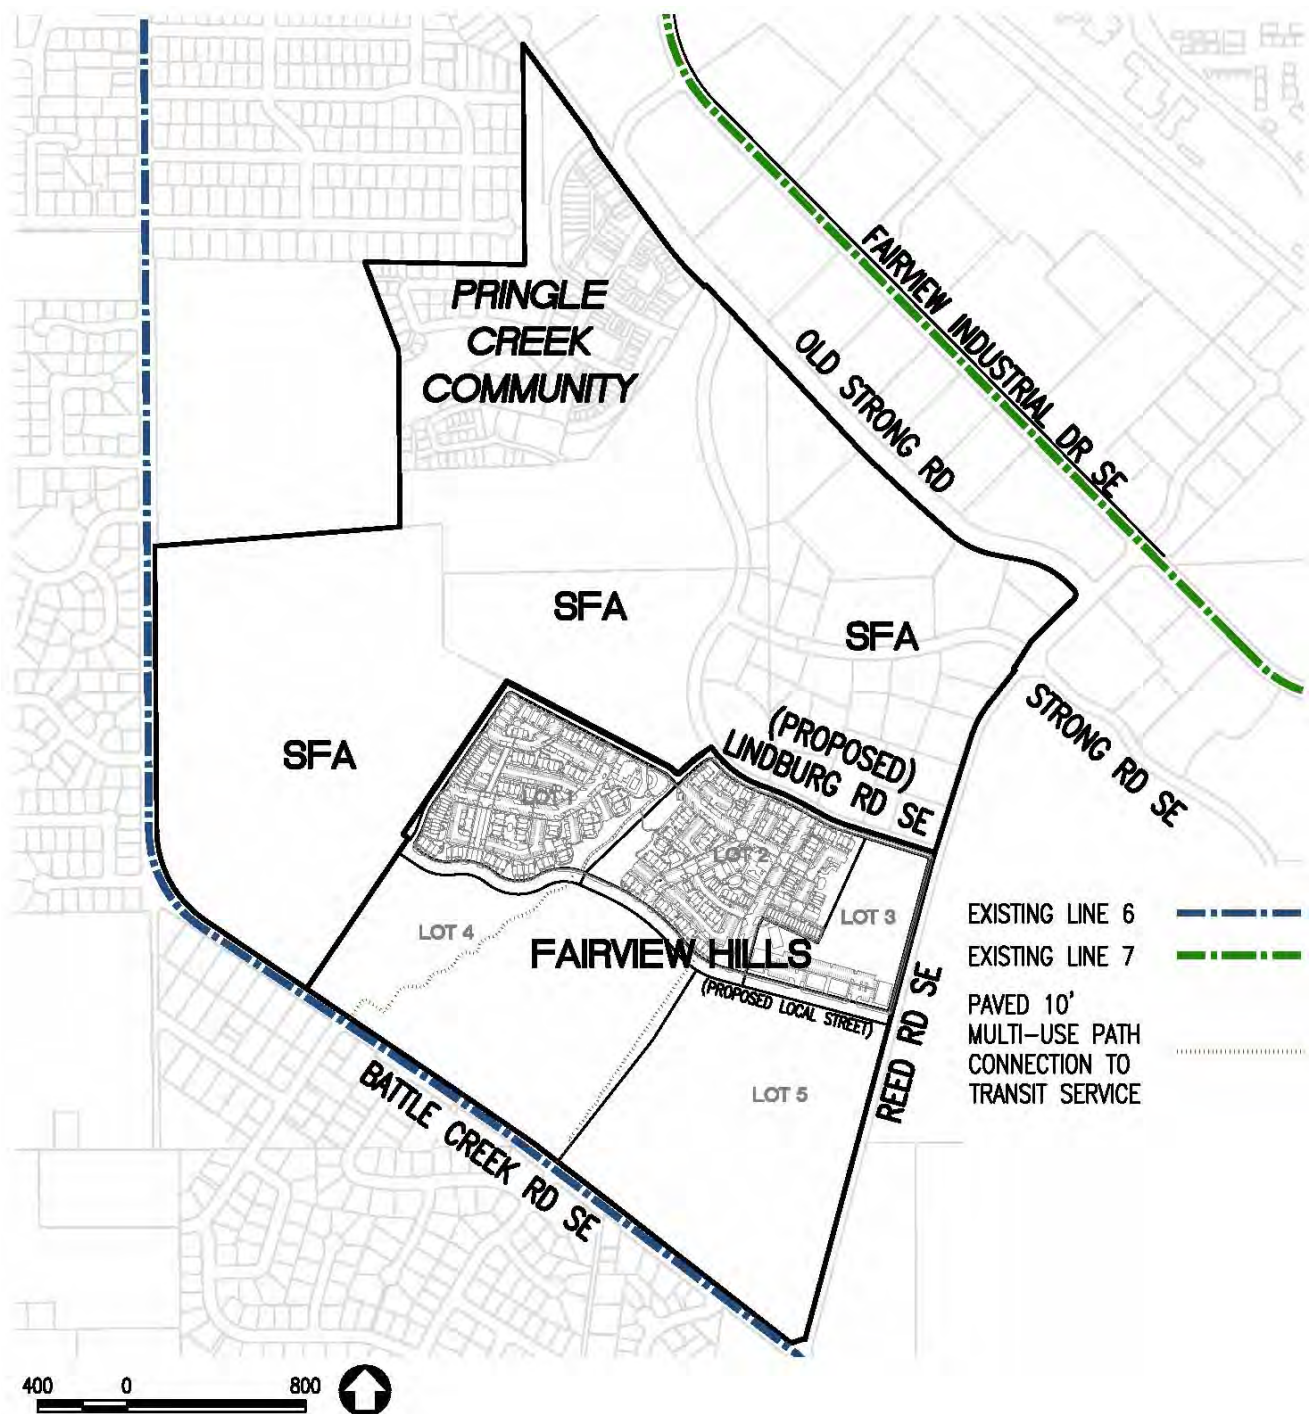 FAIRVIEW INDUSTRIAL DR SE
PRINGLE
CREEK
COMMUNITY
OLD STRONG RD
SFA
SFA
SFA
STRONG RD SE
(PROPOSED)
LINDBURG RD SE
LOT 1
LOT 2
LOT 3
LOT 4
FAIRVIEW HILLS
(PROPOSED LOCAL STREET)
REED RD SE
LOT 5
BATTLE CREEK RD SE
EXISTING LINE 6
EXISTING LINE 7
PAVED 10'
MULTI-USE PATH
CONNECTION TO
TRANSIT SERVICE
400 0 800